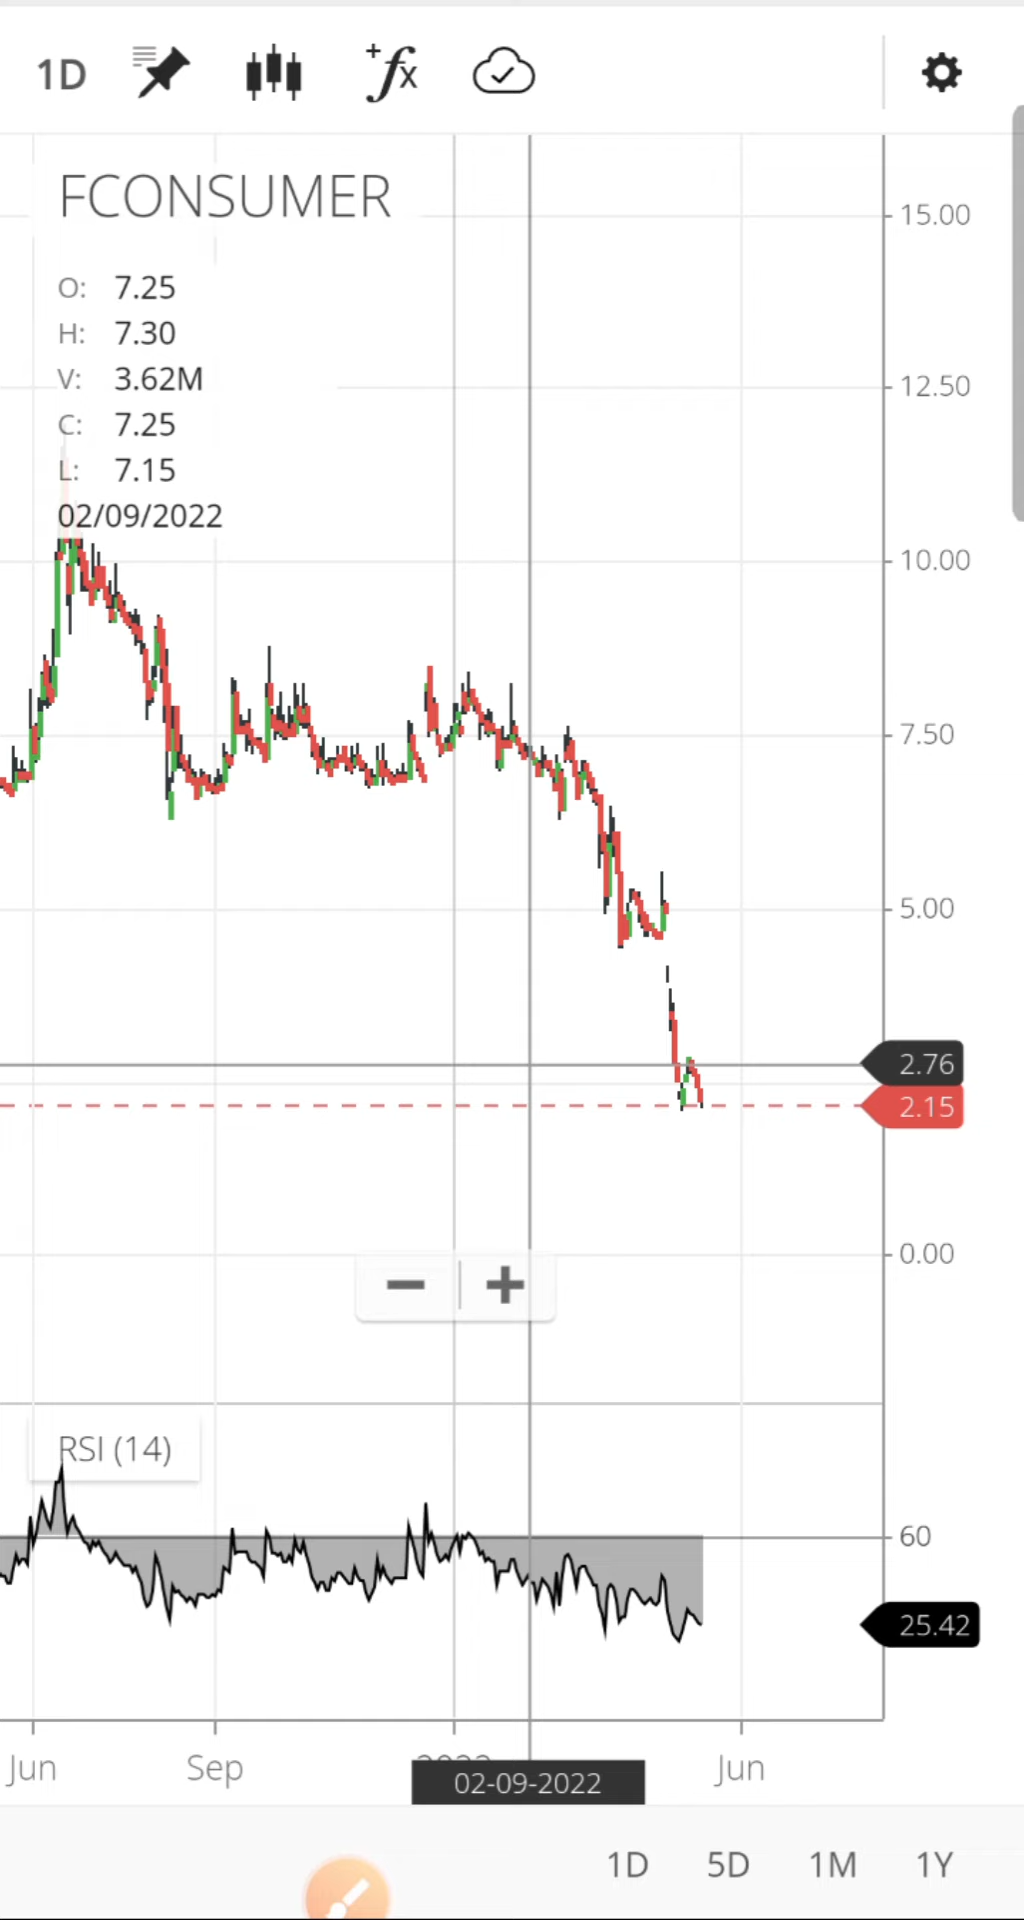 1D
+fx
FCONSUMER
O: 7.25
H: 7.30
V: 3.62M
C: 7.25
L: 7.15
02/09/2022
15.00
12.50
10.00
7.50
5.00
2.76
2.15
0.00
RSI (14)
60
25.42
Jun Sep 2022 Jun
02-09-2022
1D 5D 1M 1Y